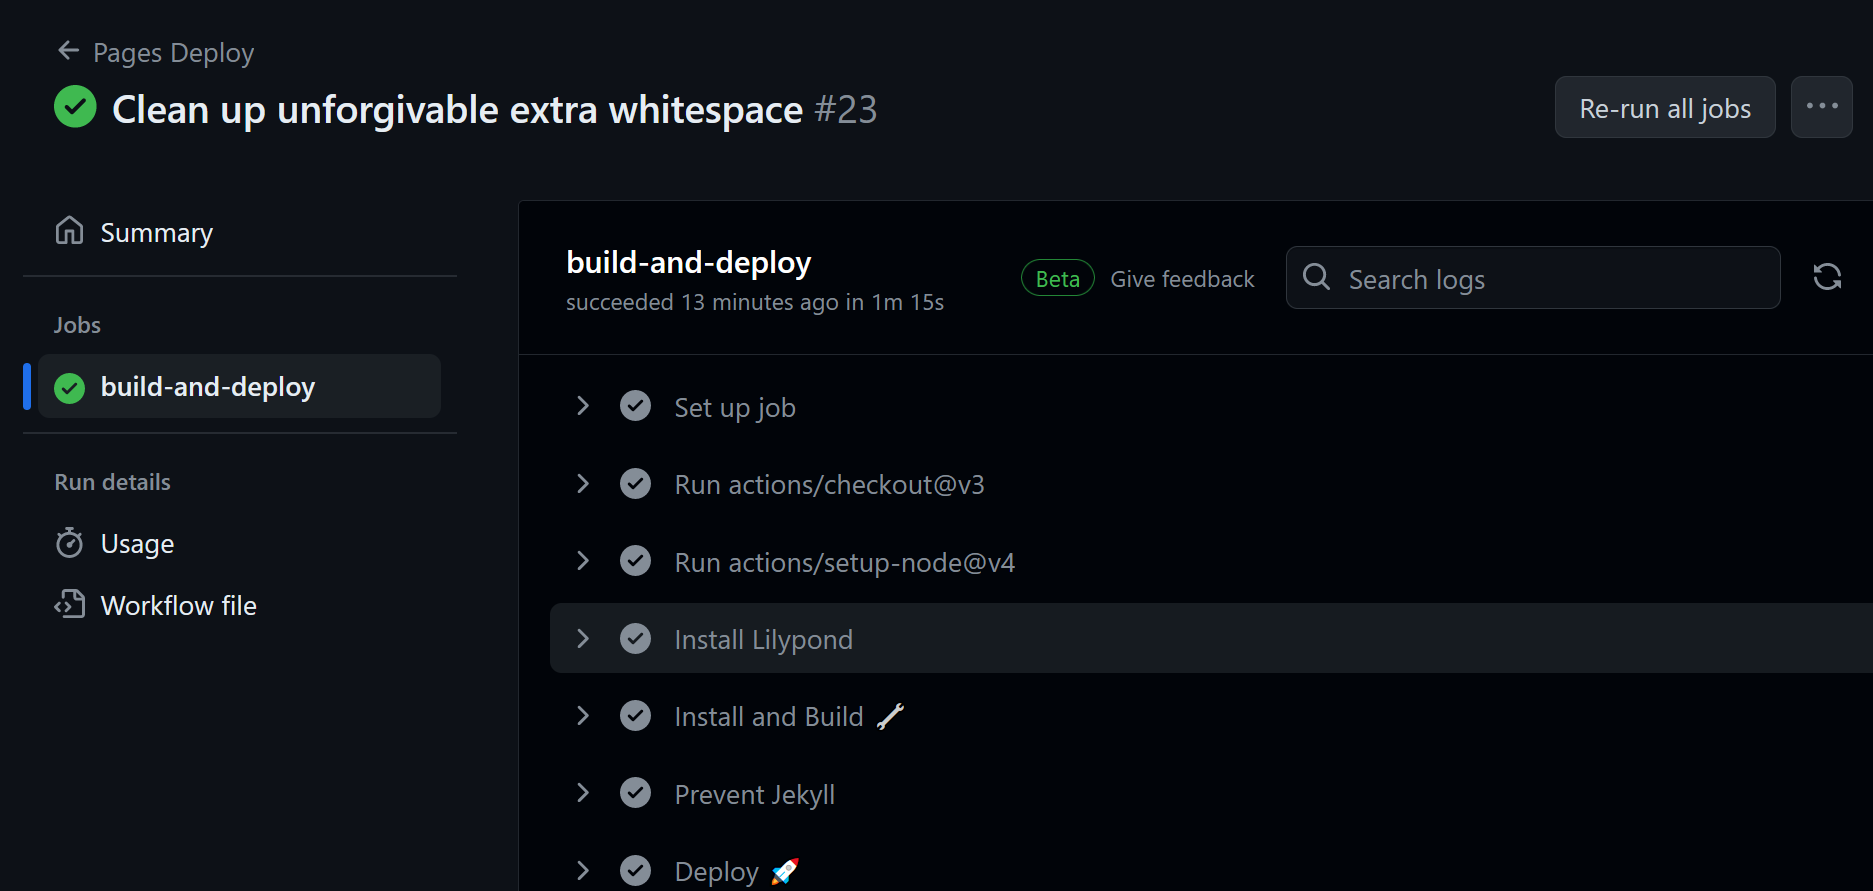 Pages Deploy
Clean up unforgivable extra whitespace #23
Re-run all jobs
Summary
Jobs
build-and-deploy
Run details
Usage
Workflow file
build-and-deploy
succeeded 13 minutes ago in 1m 15s
Beta
Give feedback
Search logs
Set up job
Run actions/checkout@v3
Run actions/setup-node@v4
Install Lilypond
Install and Build 🔧
Prevent Jekyll
Deploy 🚀